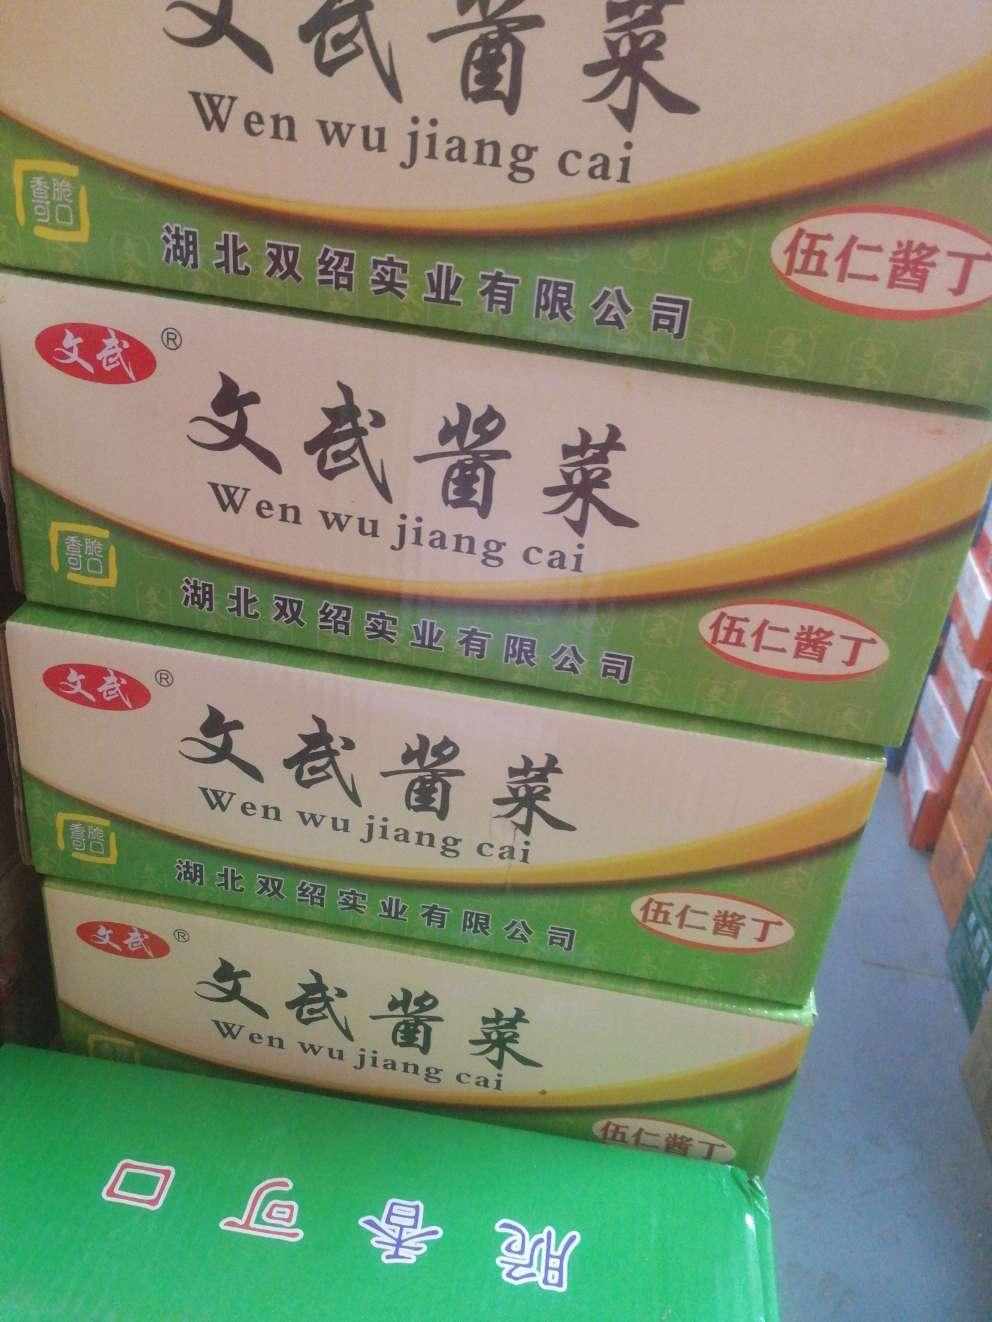 文武酱菜
Wen wu jiang cai
香脆
可口
湖北双绍实业有限公司
伍仁酱丁
文武®
文武酱菜
Wen wu jiang cai
香脆
可口
湖北双绍实业有限公司
伍仁酱丁
文武®
文武酱菜
Wen wu jiang cai
香脆
可口
湖北双绍实业有限公司
伍仁酱丁
文武®
文武酱菜
Wen wu jiang cai
伍仁酱丁
脆香可口